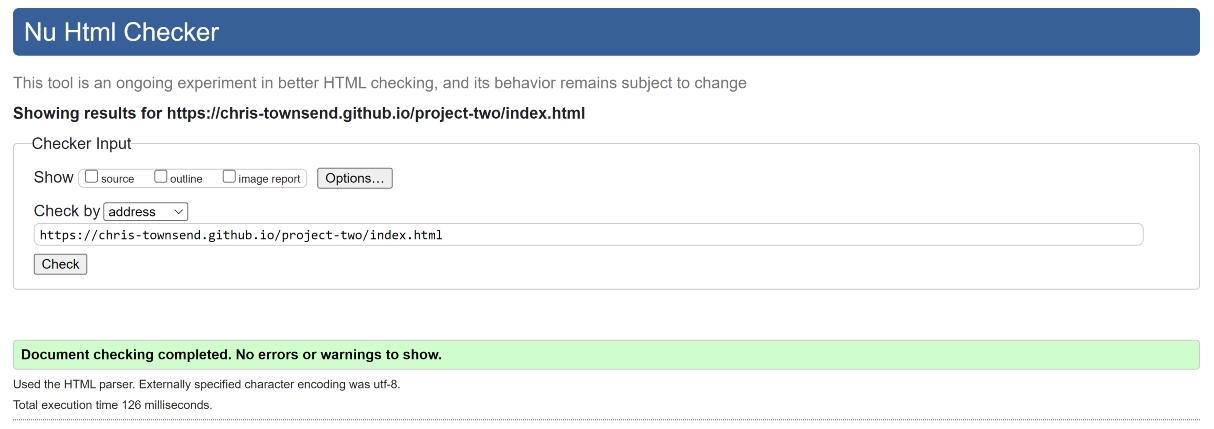 Nu Html Checker
This tool is an ongoing experiment in better HTML checking, and its behavior remains subject to change
Showing results for https://chris-townsend.github.io/project-two/index.html
Checker Input
Show source outline image report Options...
Check by address
https://chris-townsend.github.io/project-two/index.html
Check
Document checking completed. No errors or warnings to show.
Used the HTML parser. Externally specified character encoding was utf-8.
Total execution time 126 milliseconds.